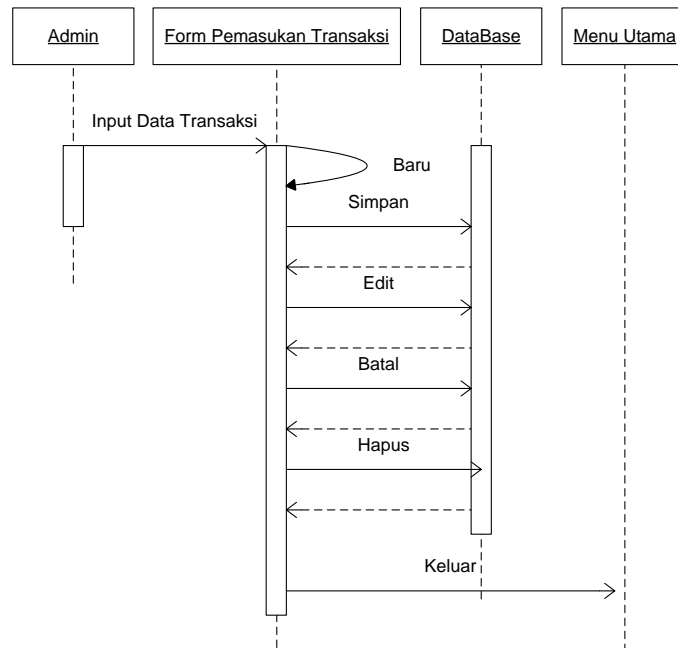 Admin
Form Pemasukan Transaksi
DataBase
Menu Utama
Input Data Transaksi
Baru
Simpan
Edit
Batal
Hapus
Keluar